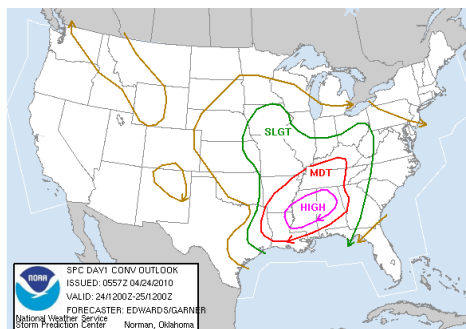 SLGT
MDT
HIGH
NOAA
SPC DAY1 CONV OUTLOOK
ISSUED: 0557Z 04/24/2010
VALID: 24/1200Z-25/1200Z
FORECASTER: EDWARDS/GARNER
National Weather Service
Storm Prediction Center Norman, Oklahoma